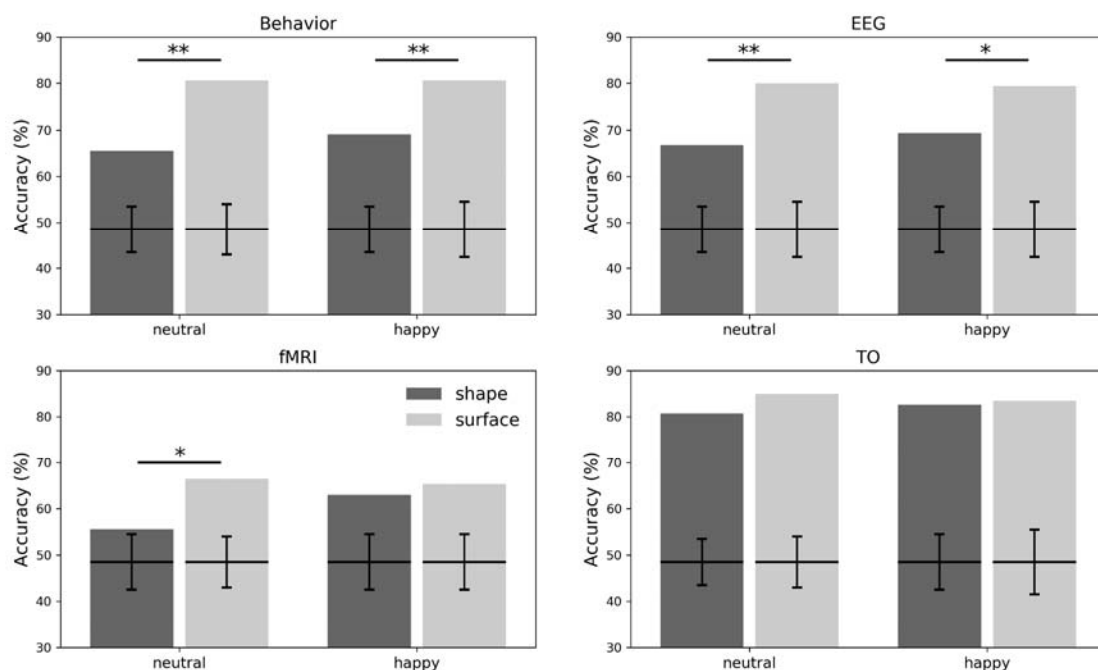 Behavior
Accuracy (%)
90
80
70
60
50
40
30
**
**
neutral
happy
EEG
Accuracy (%)
90
80
70
60
50
40
30
**
*
neutral
happy
fMRI
Accuracy (%)
90
80
70
60
50
40
30
shape
surface
*
neutral
happy
TO
Accuracy (%)
90
80
70
60
50
40
30
neutral
happy